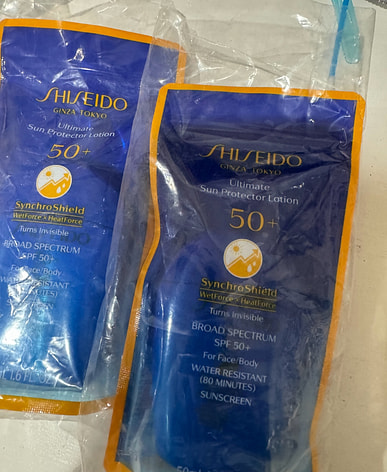 SHISEIDO
GINZA TOKYO
Ultimate
Sun Protector Lotion
50+
SynchroShield
WetForce × HeatForce
Turns Invisible
BROAD SPECTRUM
SPF 50+
For Face/Body
WATER RESISTANT
SHISEIDO
GINZA TOKYO
Ultimate
Sun Protector Lotion
50+
SynchroShield
WetForce × HeatForce
Turns Invisible
BROAD SPECTRUM
SPF 50+
For Face/Body
WATER RESISTANT
(80 MINUTES)
SUNSCREEN